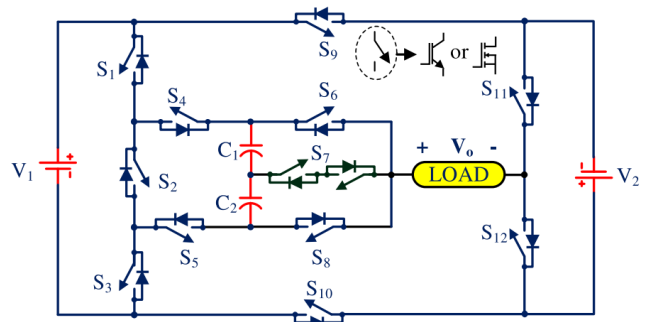 S₉
or
S₁
S₄
S₆
S₁₁
C₁
S₇
+ Vₒ -
V₁
+
S₂
LOAD
+
V₂
C₂
S₅
S₈
S₁₂
S₃
S₁₀